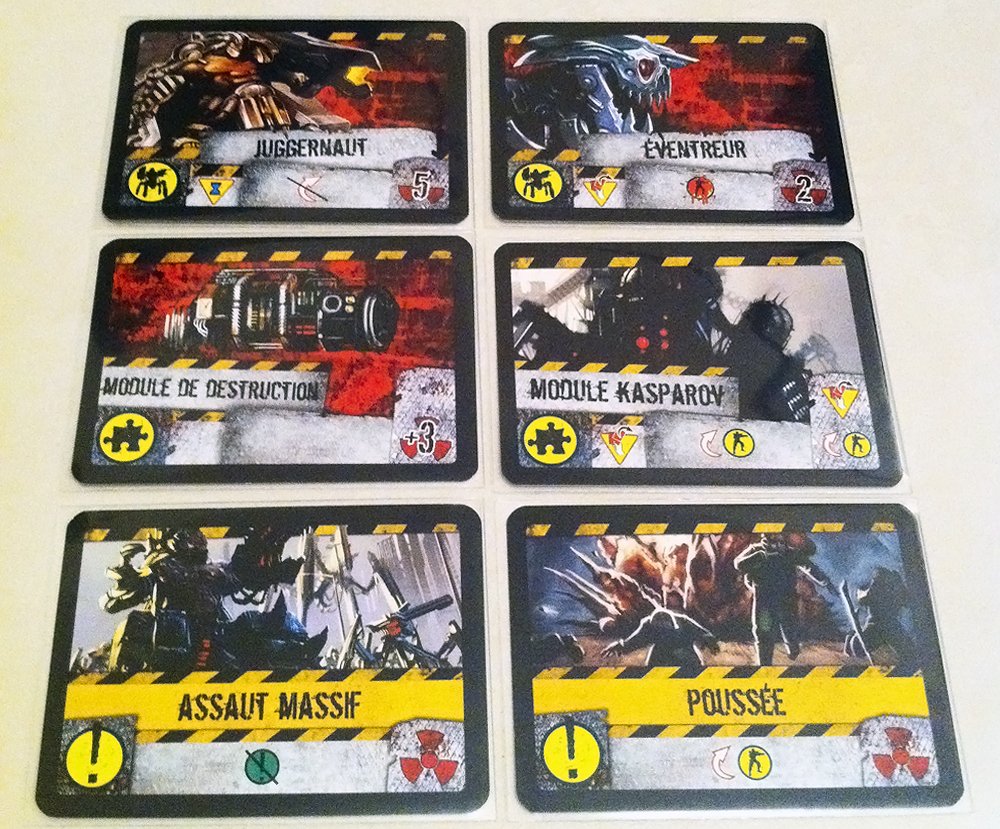 JUGGERNAUT
5
ÉVENTREUR
2
MODULE DE DESTRUCTION
+3
MODULE KASPAROV
ASSAUT MASSIF
!
POUSSÉE
!